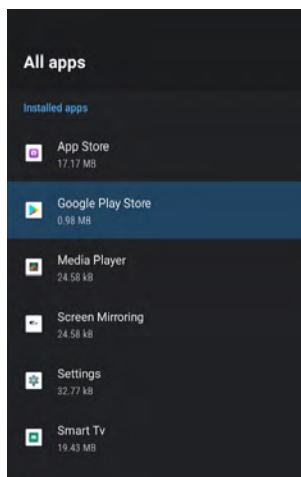 All apps
Installed apps
App Store
17.17 MB
Google Play Store
0.98 MB
Media Player
24.58 kB
Screen Mirroring
24.58 kB
Settings
32.77 kB
Smart Tv
19.43 MB